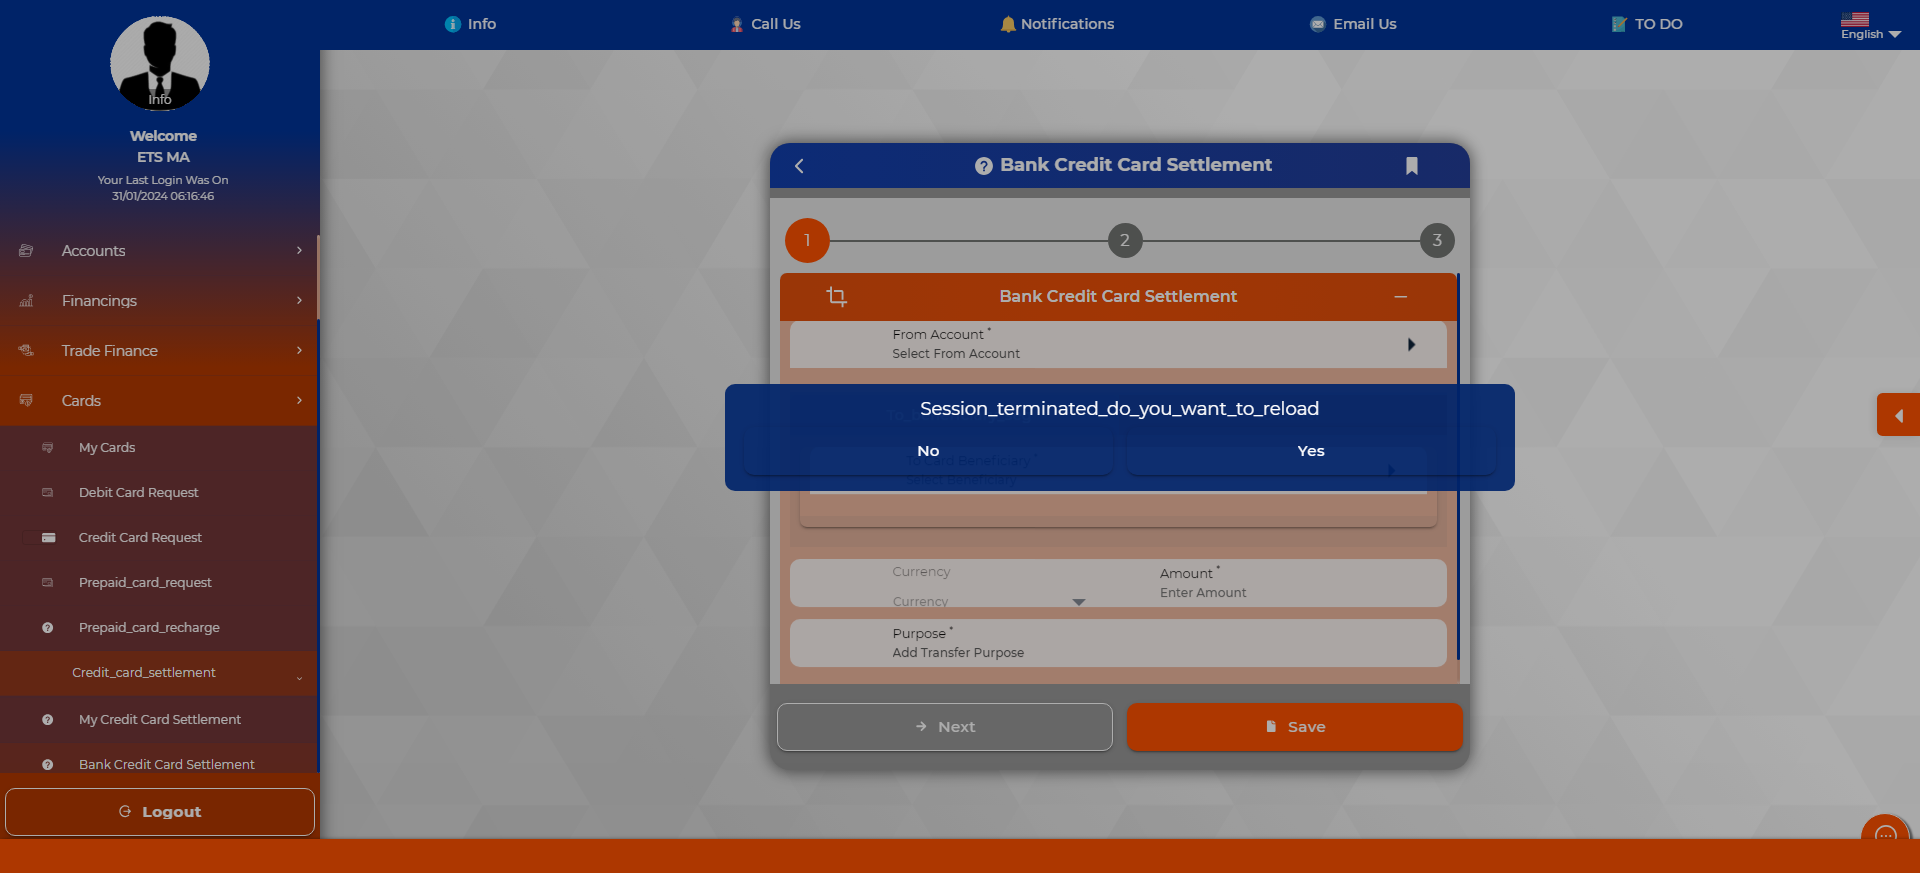 Info
Call Us
Notifications
Email Us
TO DO
English
Info
Welcome
ETS MA
Your Last Login Was On
31/01/2024 06:16:46
Accounts
Financings
Trade Finance
Cards
My Cards
Debit Card Request
Credit Card Request
Prepaid_card_request
Prepaid_card_recharge
Credit_card_settlement
My Credit Card Settlement
Bank Credit Card Settlement
Logout
Bank Credit Card Settlement
1
2
3
Bank Credit Card Settlement
From Account *
Select From Account
Session_terminated_do_you_want_to_reload
No
Yes
To Card Beneficiary *
Select Beneficiary
Currency
Currency
Amount *
Enter Amount
Purpose *
Add Transfer Purpose
Next
Save